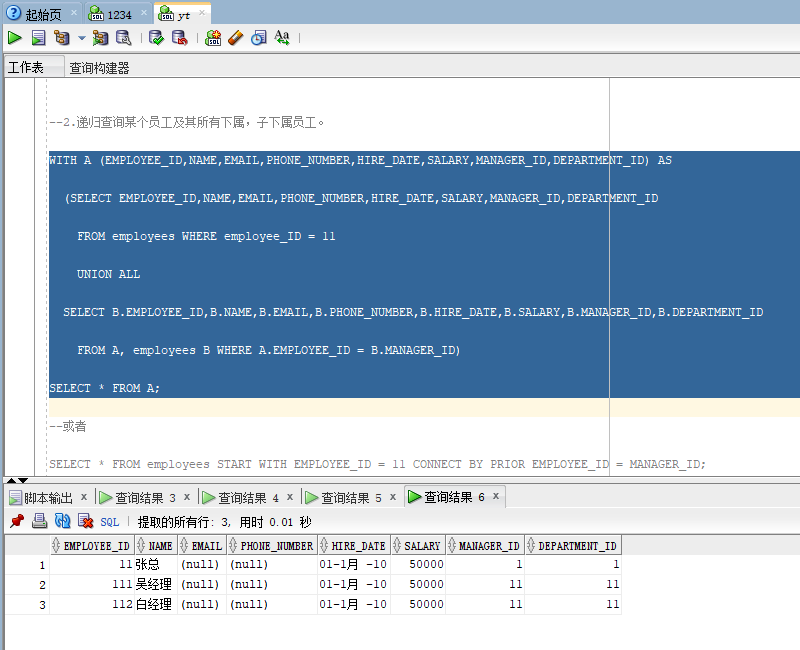 起始页 1234 yt
工作表 查询构建器
--2.递归查询某个员工及其所有下属，子下属员工。
WITH A (EMPLOYEE_ID,NAME,EMAIL,PHONE_NUMBER,HIRE_DATE,SALARY,MANAGER_ID,DEPARTMENT_ID) AS
(SELECT EMPLOYEE_ID,NAME,EMAIL,PHONE_NUMBER,HIRE_DATE,SALARY,MANAGER_ID,DEPARTMENT_ID
FROM employees WHERE employee_ID = 11
UNION ALL
SELECT B.EMPLOYEE_ID,B.NAME,B.EMAIL,B.PHONE_NUMBER,B.HIRE_DATE,B.SALARY,B.MANAGER_ID,B.DEPARTMENT_ID
FROM A, employees B WHERE A.EMPLOYEE_ID = B.MANAGER_ID)
SELECT * FROM A;
--或者
SELECT * FROM employees START WITH EMPLOYEE_ID = 11 CONNECT BY PRIOR EMPLOYEE_ID = MANAGER_ID;
脚本输出 x 查询结果 3 x 查询结果 4 x 查询结果 5 x 查询结果 6 x
SQL | 提取的所有行: 3, 用时 0.01 秒
EMPLOYEE_ID NAME EMAIL PHONE_NUMBER HIRE_DATE SALARY MANAGER_ID DEPARTMENT_ID
1 11 张总 (null) (null) 01-1月 -10 50000 1 1
2 111 吴经理 (null) (null) 01-1月 -10 50000 11 11
3 112 白经理 (null) (null) 01-1月 -10 50000 11 11